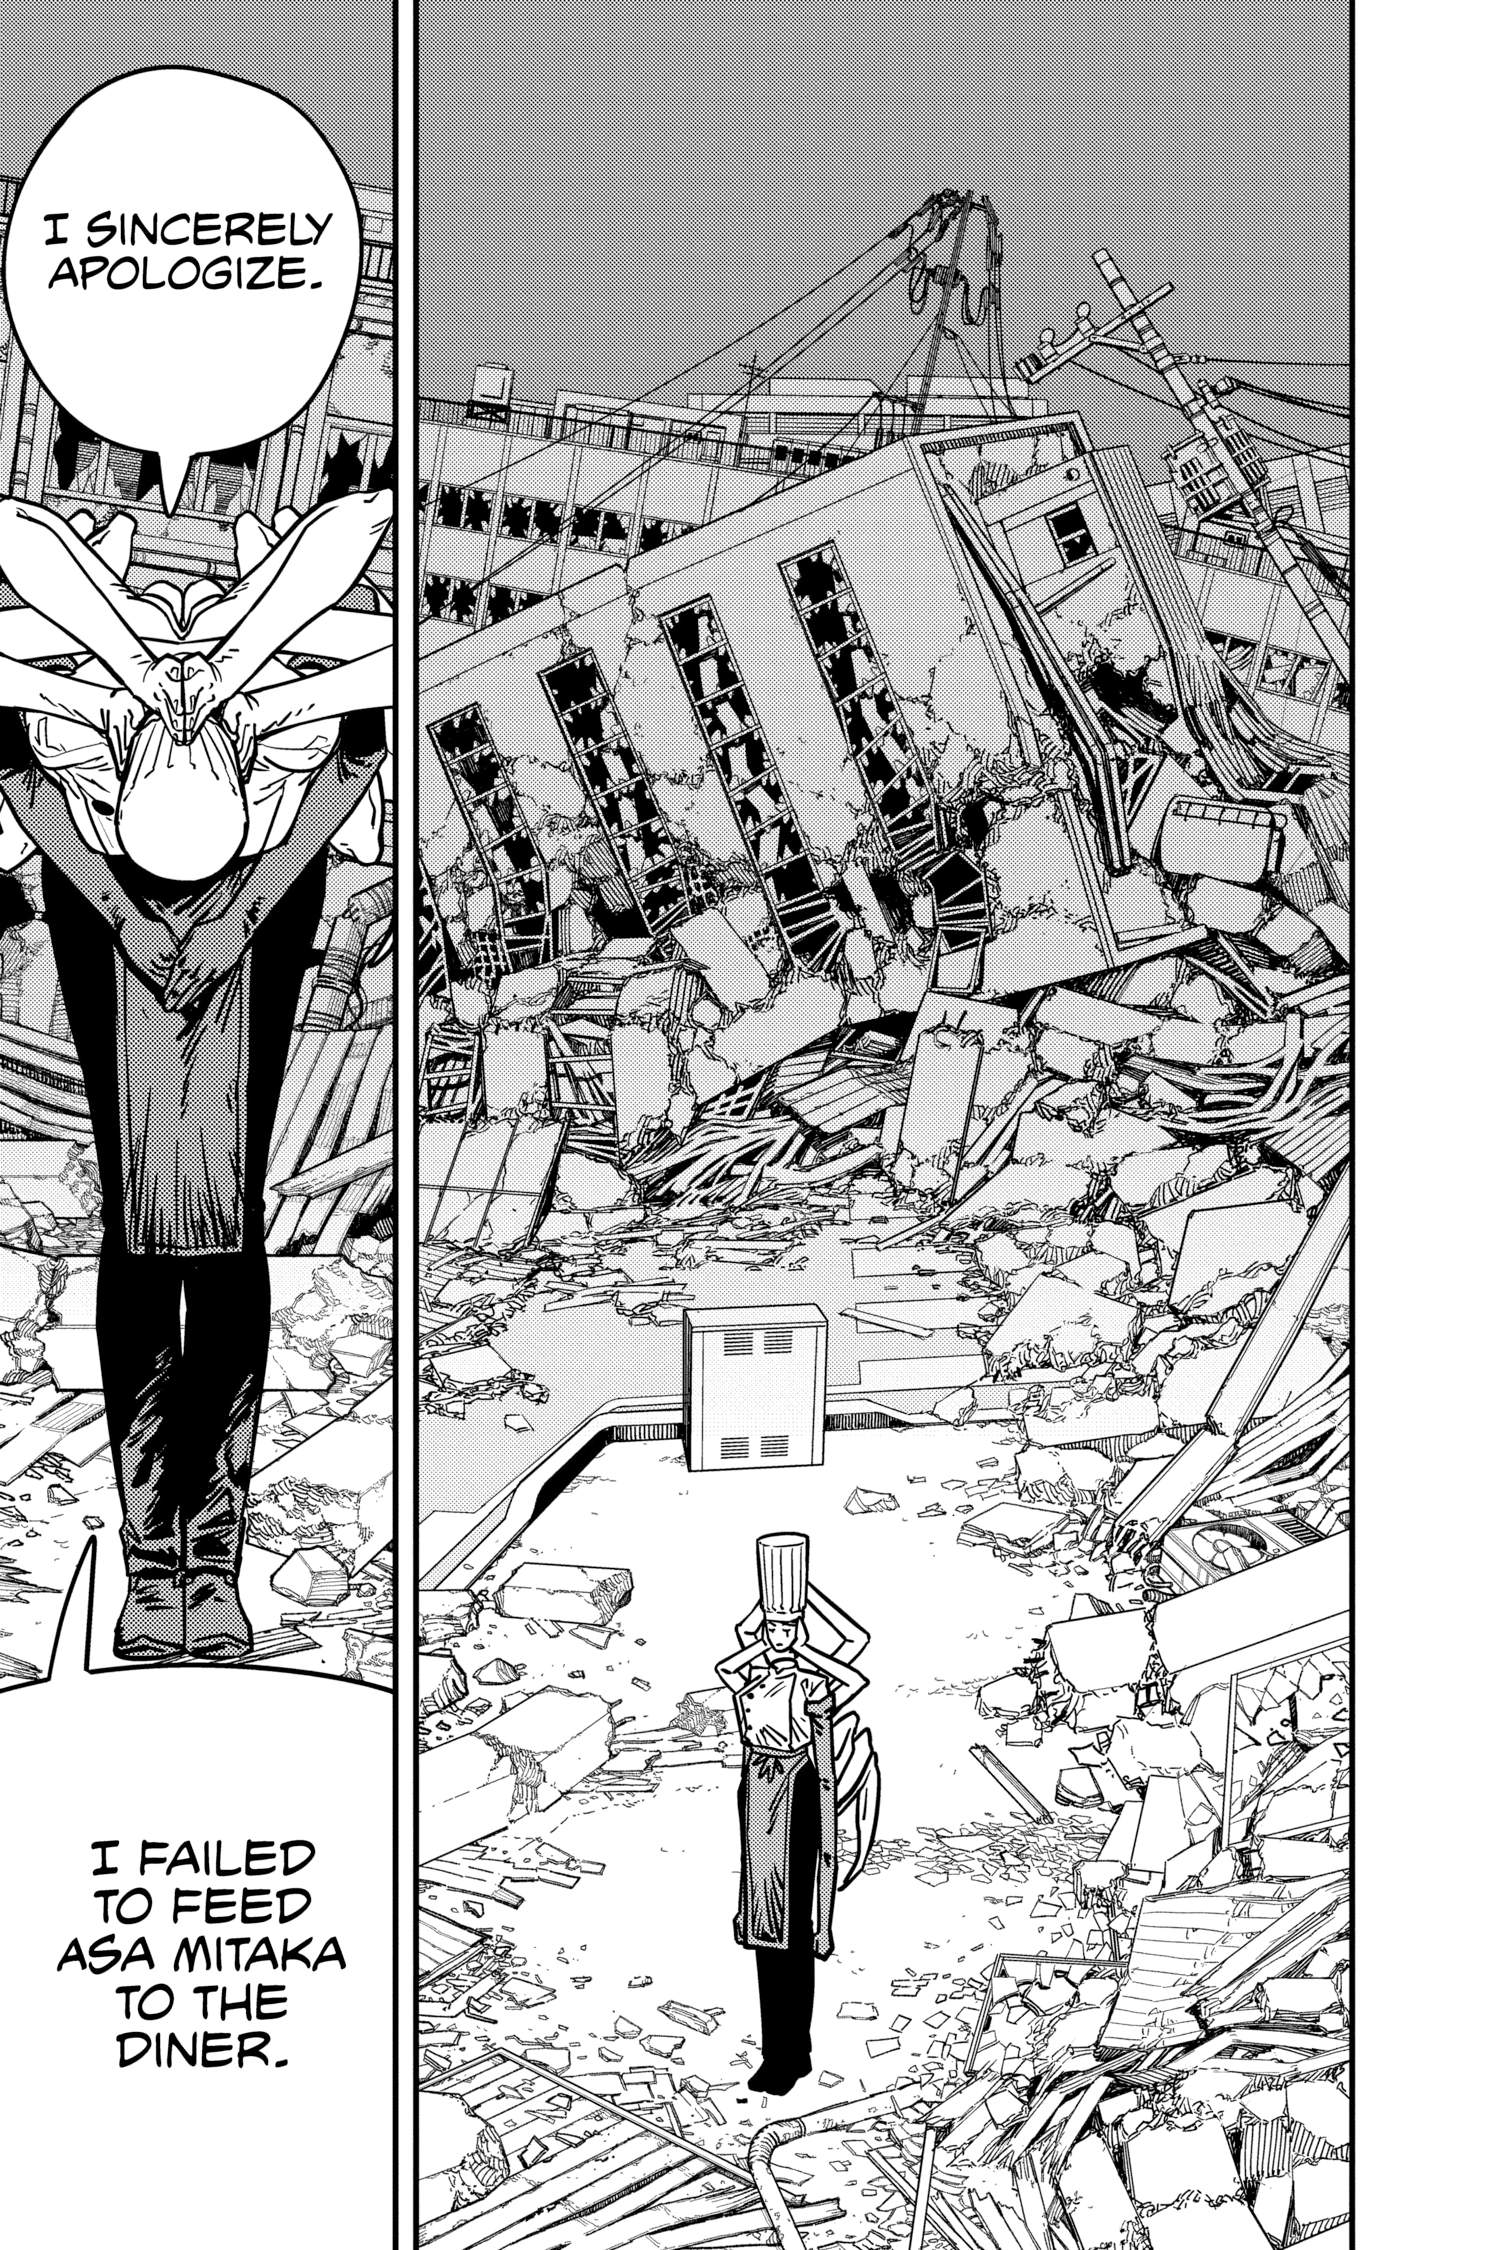 I SINCERELY
APOLOGIZE.
I FAILED
TO FEED
ASA MITAKA
TO THE
DINER.